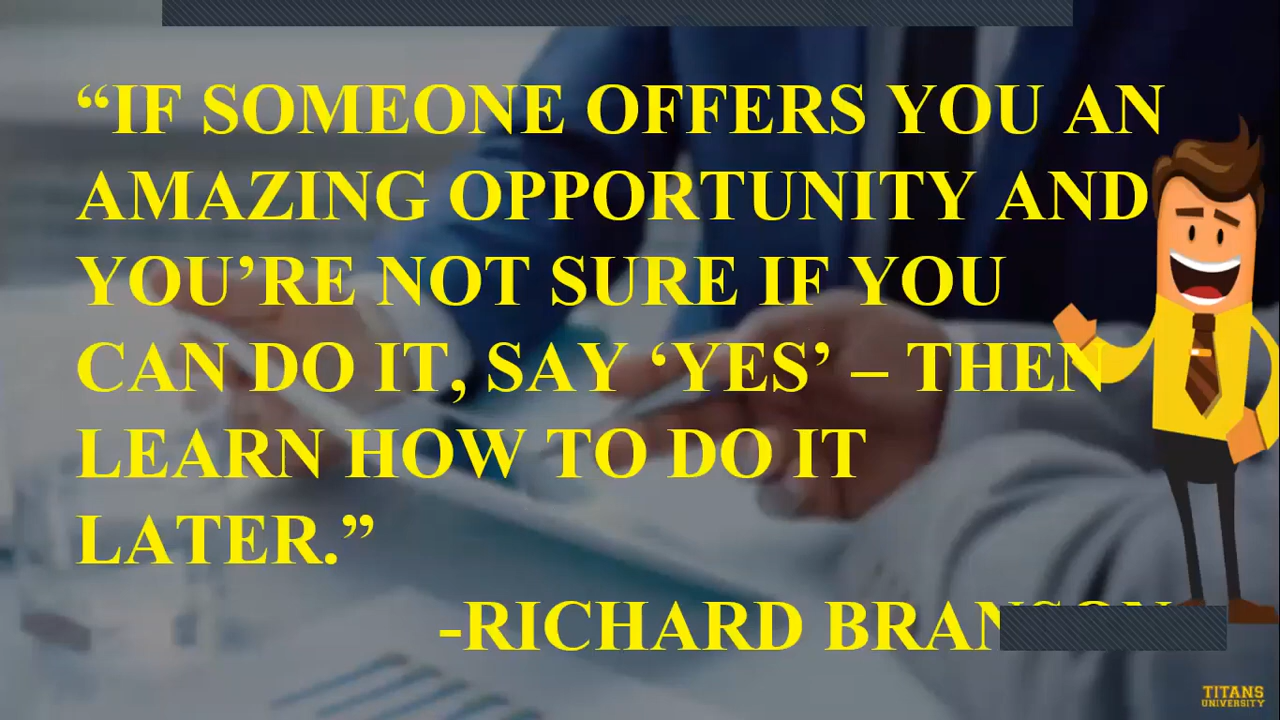 “IF SOMEONE OFFERS YOU AN
AMAZING OPPORTUNITY AND
YOU’RE NOT SURE IF YOU
CAN DO IT, SAY ‘YES’ – THEN
LEARN HOW TO DO IT
LATER.”
-RICHARD BRANSON
TITANS
UNIVERSITY